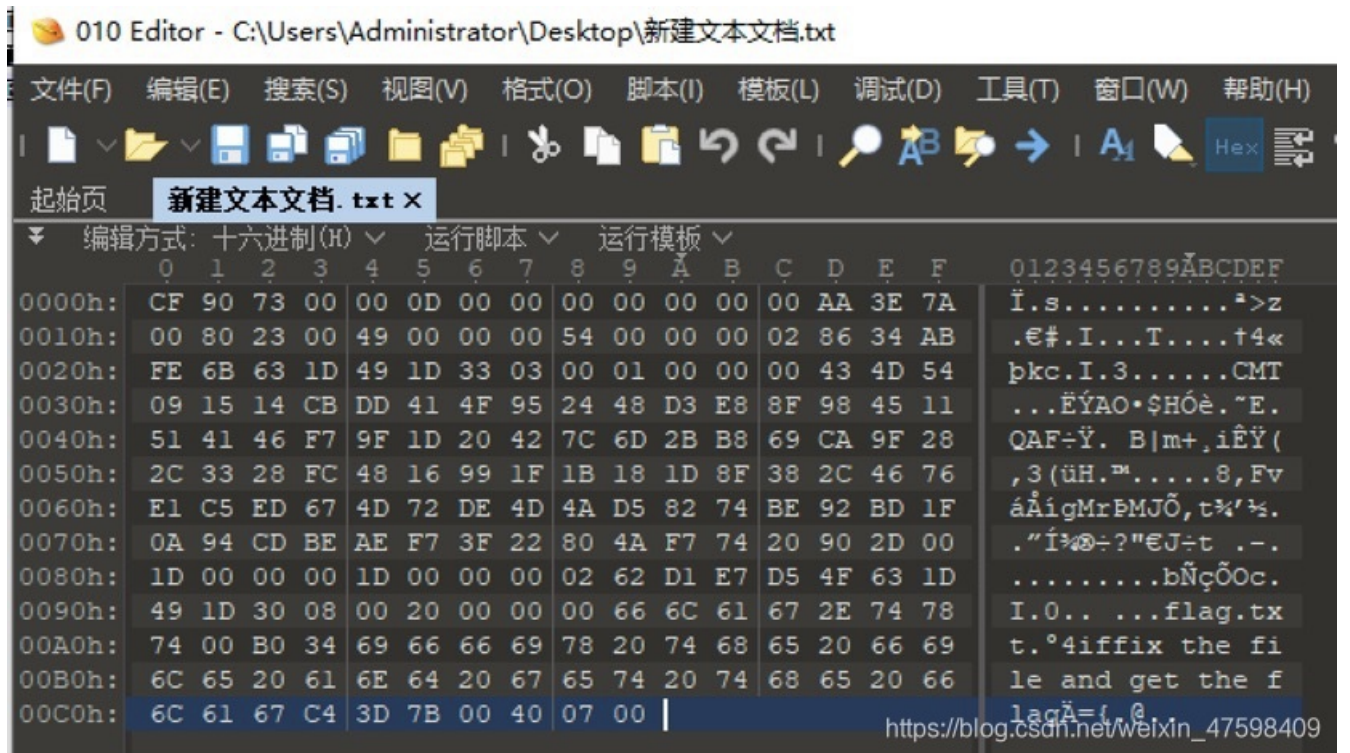 010 Editor - C:\Users\Administrator\Desktop\新建文本文档.txt
文件(F) 编辑(E) 搜索(S) 视图(V) 格式(O) 脚本(I) 模板(L) 调试(D) 工具(T) 窗口(W) 帮助(H)
Hex
起始页 新建文本文档.txt ×
编辑方式: 十六进制(H) 运行脚本 运行模板
0 1 2 3 4 5 6 7 8 9 A B C D E F 0123456789ABCDEF
0000h: CF 90 73 00 00 0D 00 00 00 00 00 00 00 AA 3E 7A Ï.s..........ª>z
0010h: 00 80 23 00 49 00 00 00 54 00 00 00 02 86 34 AB .€#.I...T....†4«
0020h: FE 6B 63 1D 49 1D 33 03 00 01 00 00 00 43 4D 54 þkc.I.3......CMT
0030h: 09 15 14 CB DD 41 4F 95 24 48 D3 E8 8F 98 45 11 ...ËÝAO•$HÓè.˜E.
0040h: 51 41 46 F7 9F 1D 20 42 7C 6D 2B B8 69 CA 9F 28 QAF÷Ÿ. B|m+¸iÊŸ(
0050h: 2C 33 28 FC 48 16 99 1F 1B 18 1D 8F 38 2C 46 76 ,3(üH.™.....8,Fv
0060h: E1 C5 ED 67 4D 72 DE 4D 4A D5 82 74 BE 92 BD 1F áÅígMrÞMJÕ‚t¾’½.
0070h: 0A 94 CD BE AE F7 3F 22 80 4A F7 74 20 90 2D 00 .”Í¾®÷?"€J÷t .-.
0080h: 1D 00 00 00 1D 00 00 00 02 62 D1 E7 D5 4F 63 1D .........bÑçÕOc.
0090h: 49 1D 30 08 00 20 00 00 00 66 6C 61 67 2E 74 78 I.0.. ...flag.tx
00A0h: 74 00 B0 34 69 66 66 69 78 20 74 68 65 20 66 69 t.°4iffix the fi
00B0h: 6C 65 20 61 6E 64 20 67 65 74 20 74 68 65 20 66 le and get the f
00C0h: 6C 61 67 C4 3D 7B 00 40 07 00 lagÄ={.@..
https://blog.csdn.net/weixin_47598409